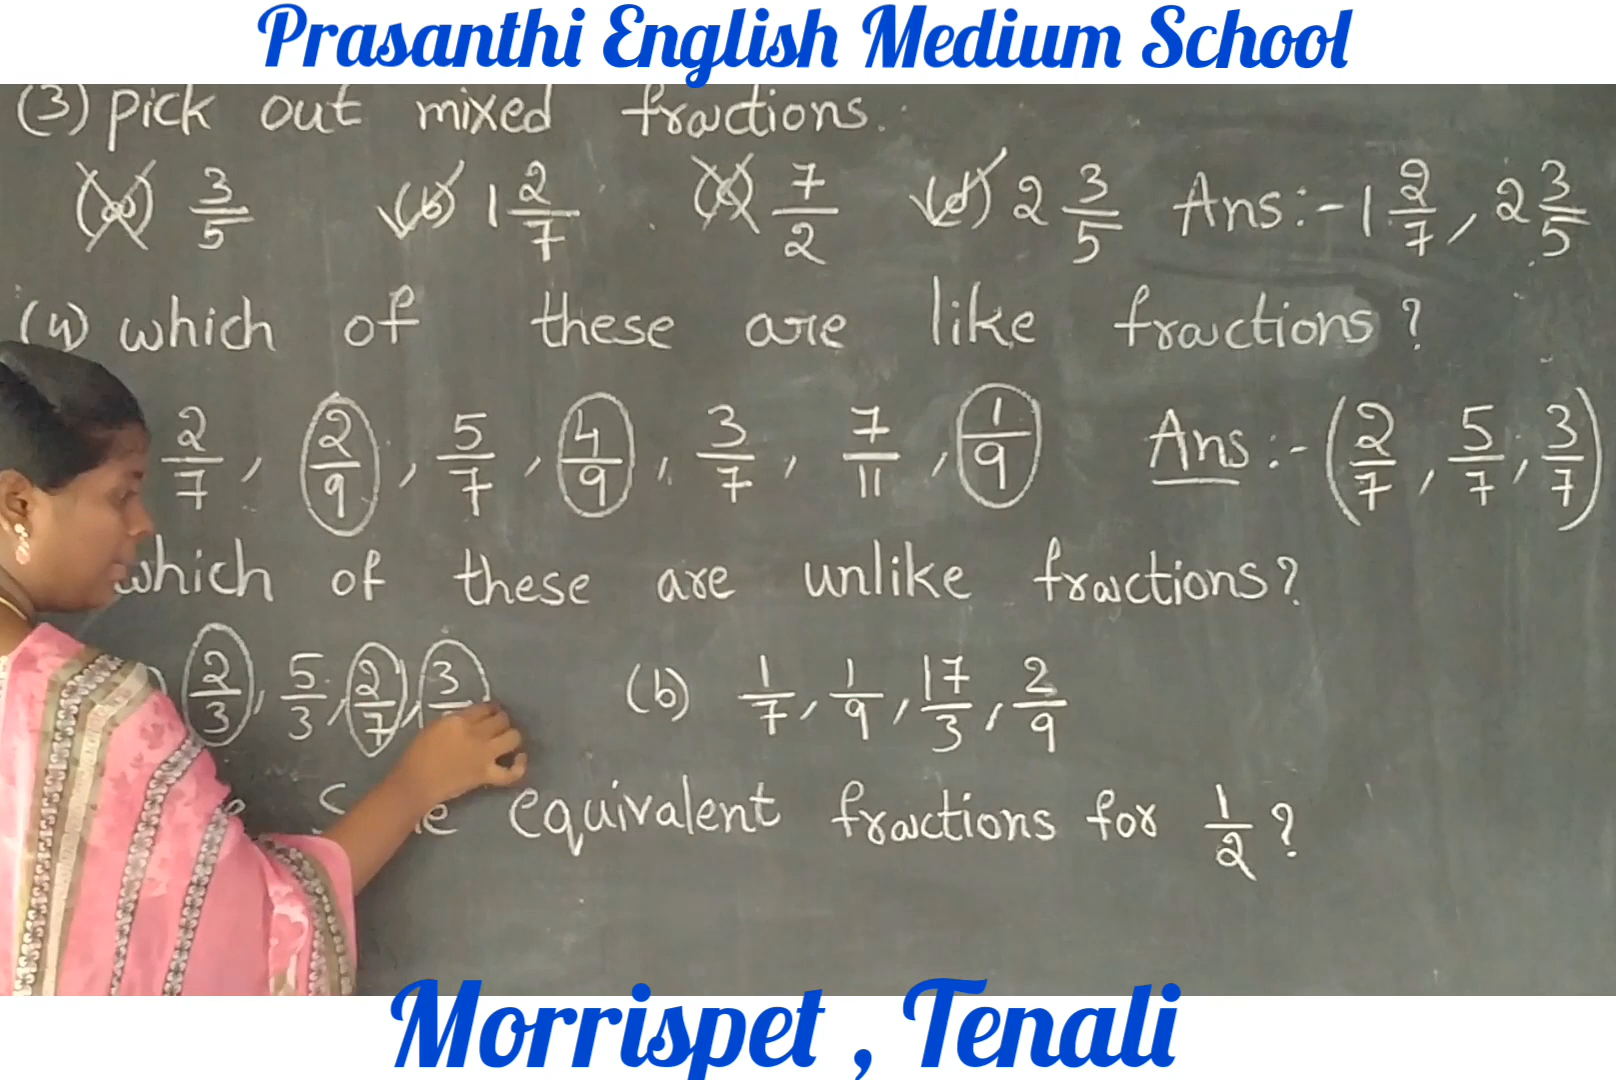 Prasanthi English Medium School
(3) pick out mixed fractions.
(a) 3/5 (b) 1 2/7 (c) 7/2 (d) 2 3/5 Ans:- 1 2/7, 2 3/5
(4) which of these are like fractions?
2/7, 2/9, 5/7, 4/9, 3/7, 7/11, 1/9 Ans:- (2/7, 5/7, 3/7)
which of these are unlike fractions?
2/3, 5/3, 2/7, (b) 1/7, 1/9, 17/3, 2/9
equivalent fractions for 1/2?
Morrispet , Tenali